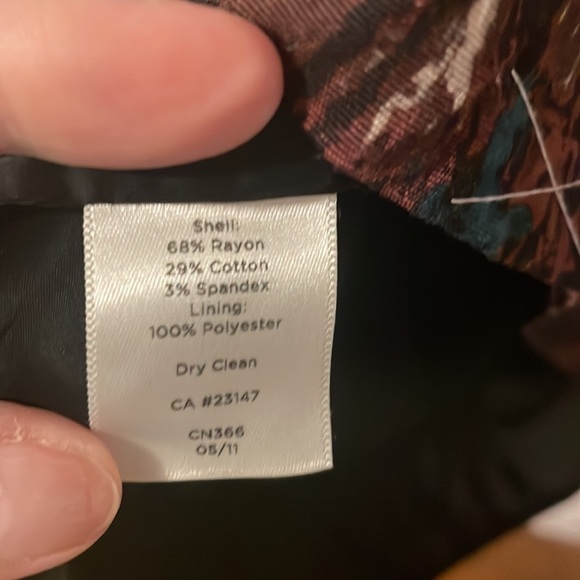 Shell:
68% Rayon
29% Cotton
3% Spandex
Lining:
100% Polyester
Dry Clean
CA #23147
CN366
05/11